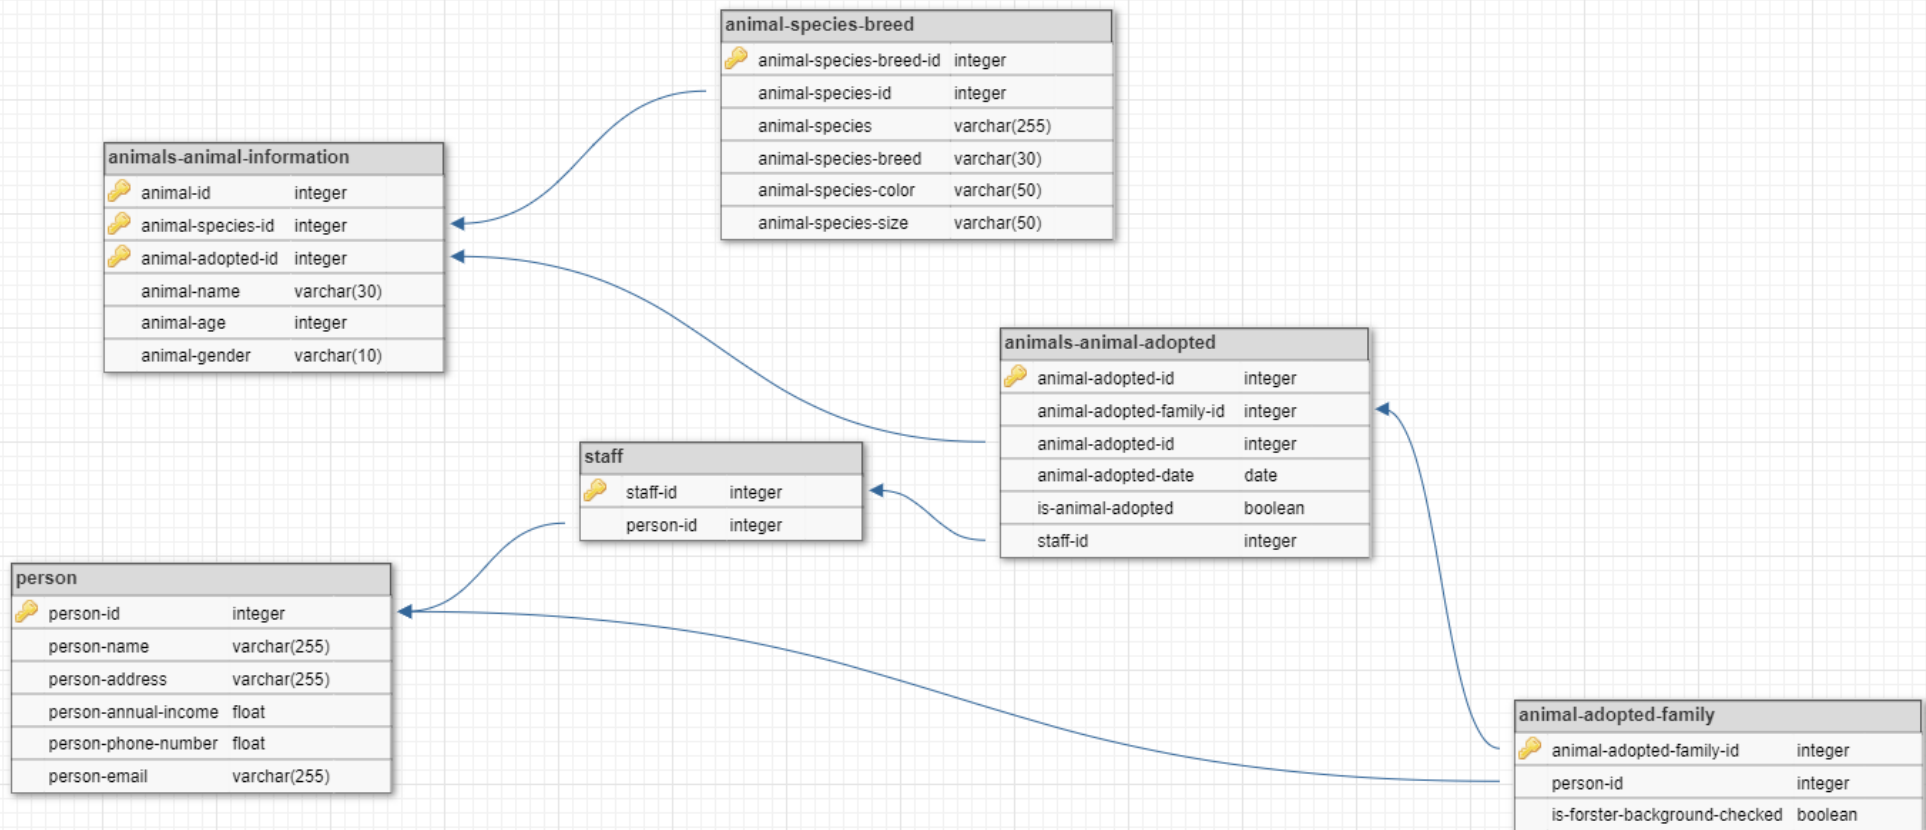 animal-species-breed
animal-species-breed-id integer
animal-species-id integer
animal-species varchar(255)
animal-species-breed varchar(30)
animal-species-color varchar(50)
animal-species-size varchar(50)
animals-animal-information
animal-id integer
animal-species-id integer
animal-adopted-id integer
animal-name varchar(30)
animal-age integer
animal-gender varchar(10)
animals-animal-adopted
animal-adopted-id integer
animal-adopted-family-id integer
animal-adopted-id integer
animal-adopted-date date
is-animal-adopted boolean
staff-id integer
staff
staff-id integer
person-id integer
person
person-id integer
person-name varchar(255)
person-address varchar(255)
person-annual-income float
person-phone-number float
person-email varchar(255)
animal-adopted-family
animal-adopted-family-id integer
person-id integer
is-forster-background-checked boolean